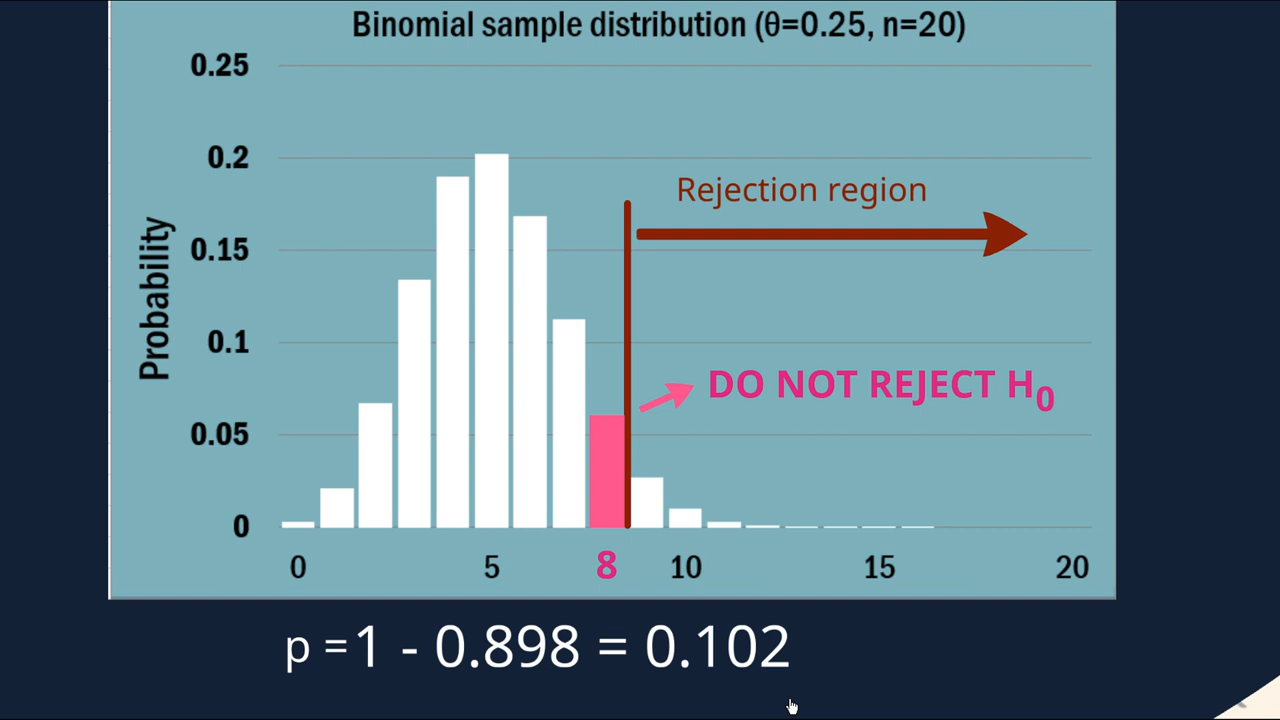 Binomial sample distribution (θ=0.25, n=20)
0.25
0.2
Rejection region
0.15
Probability
0.1
DO NOT REJECT H₀
0.05
0
0 5 8 10 15 20
p =1 - 0.898 = 0.102